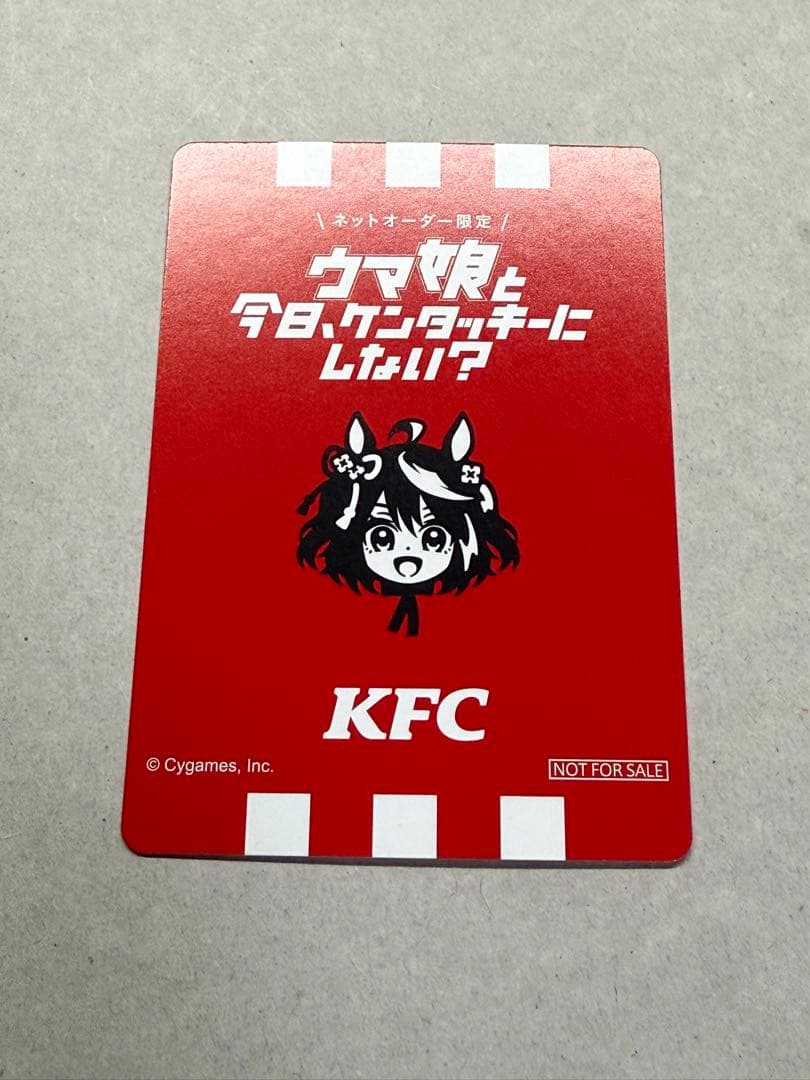 \ ネットオーダー限定 /
ウマ娘と
今日、ケンタッキーに
しない?
KFC
© Cygames, Inc.
NOT FOR SALE